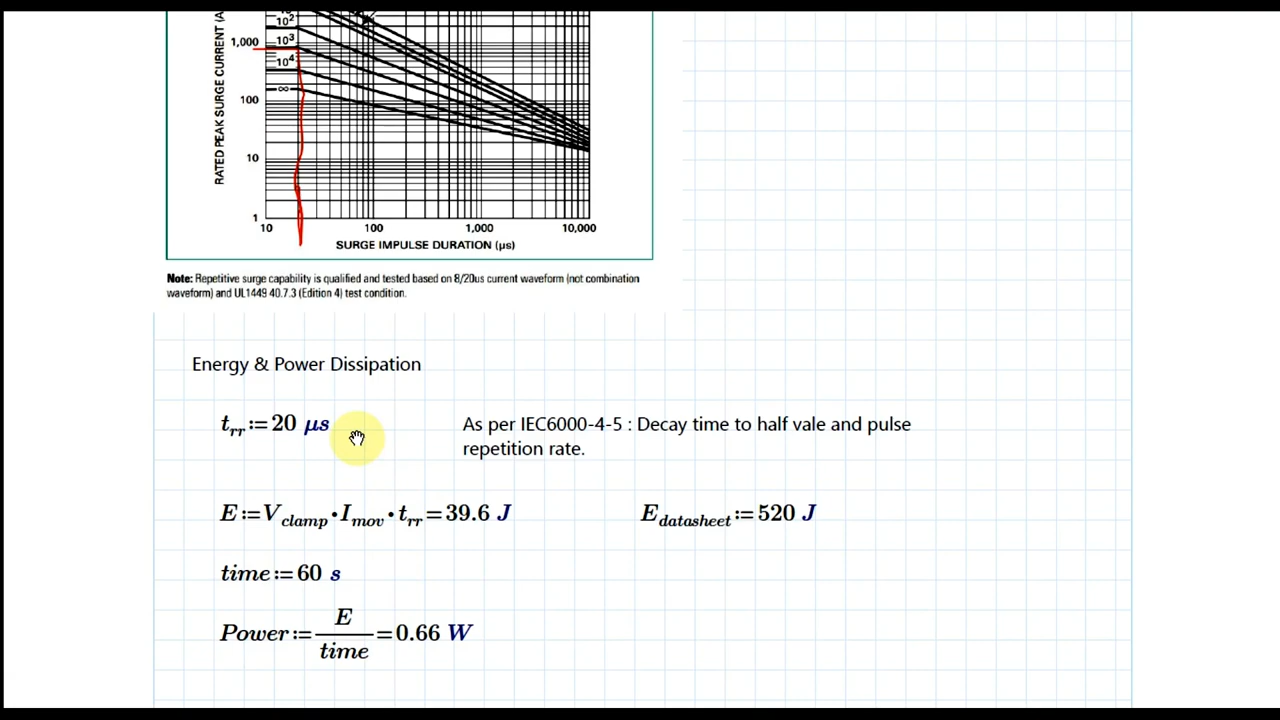 10²
1,000
10³
10⁴
∞
100
10
1
RATED PEAK SURGE CURRENT (A
10 100 1,000 10,000
SURGE IMPULSE DURATION (µs)
Note: Repetitive surge capability is qualified and tested based on 8/20us current waveform (not combination
waveform) and UL1449 40.7.3 (Edition 4) test condition.
Energy & Power Dissipation
t_rr := 20 µs
As per IEC6000-4-5 : Decay time to half vale and pulse
repetition rate.
E := V_clamp • I_mov • t_rr = 39.6 J
E_datasheet := 520 J
time := 60 s
Power := E/time = 0.66 W